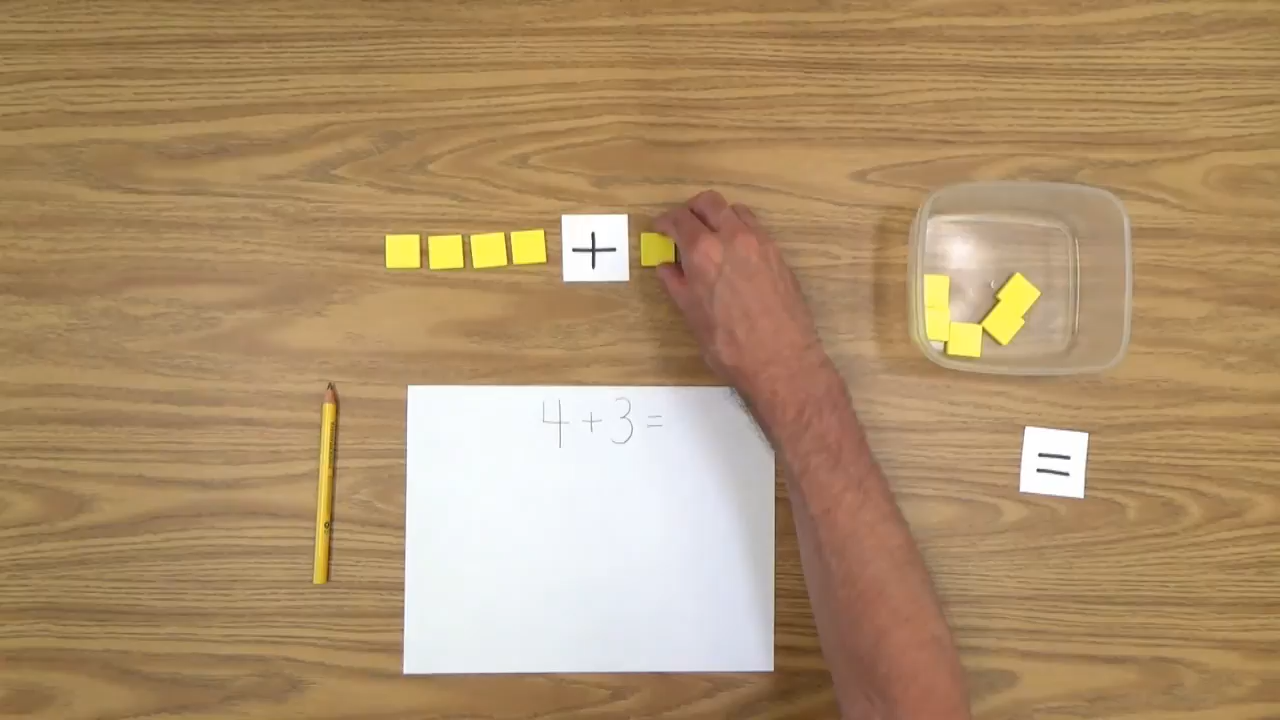 +
4 + 3 =
=